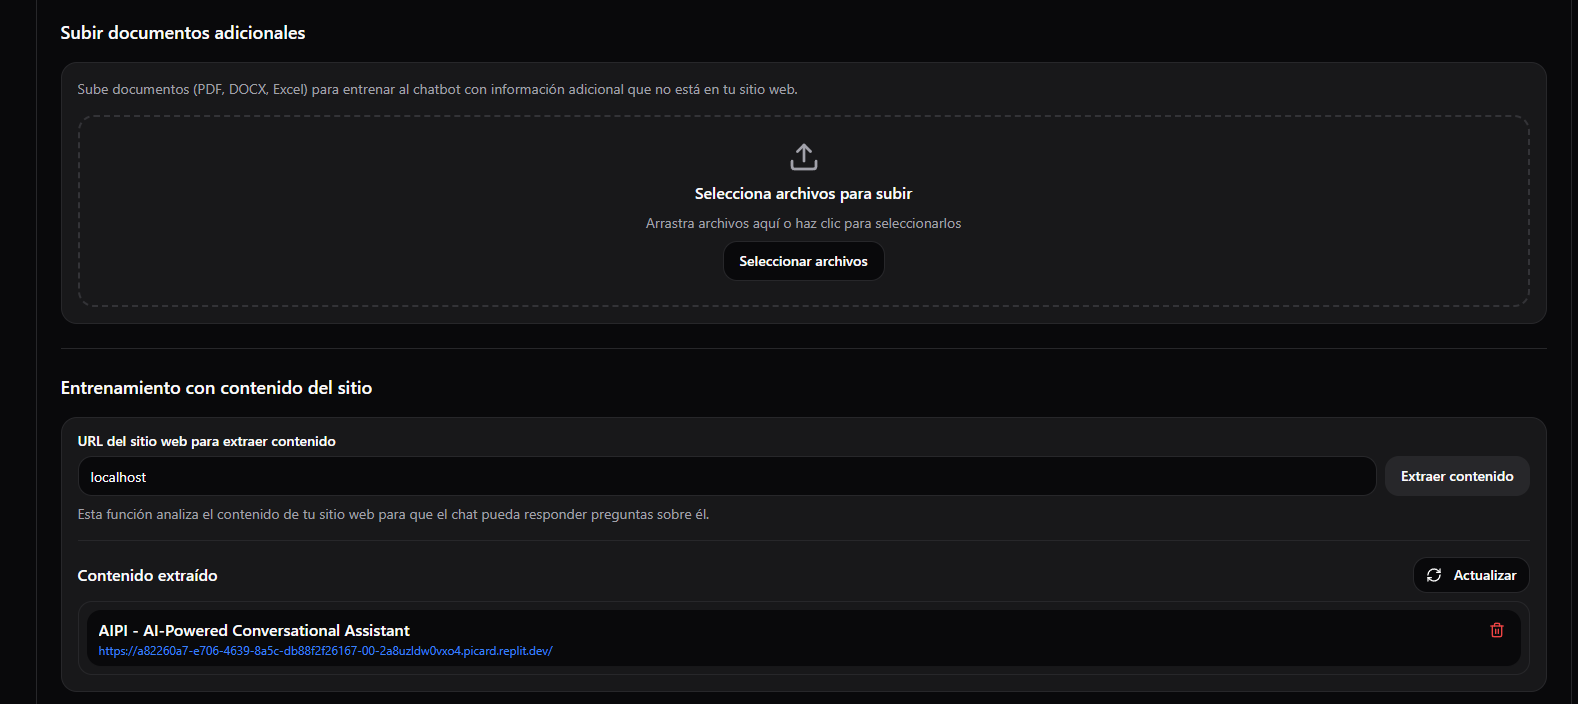 Subir documentos adicionales
Sube documentos (PDF, DOCX, Excel) para entrenar al chatbot con información adicional que no está en tu sitio web.
Selecciona archivos para subir
Arrastra archivos aquí o haz clic para seleccionarlos
Seleccionar archivos
Entrenamiento con contenido del sitio
URL del sitio web para extraer contenido
localhost
Extraer contenido
Esta función analiza el contenido de tu sitio web para que el chat pueda responder preguntas sobre él.
Contenido extraído
Actualizar
AIPI - AI-Powered Conversational Assistant
https://a82260a7-e706-4639-8a5c-db88f2f26167-00-2a8uzldw0vxo4.picard.replit.dev/